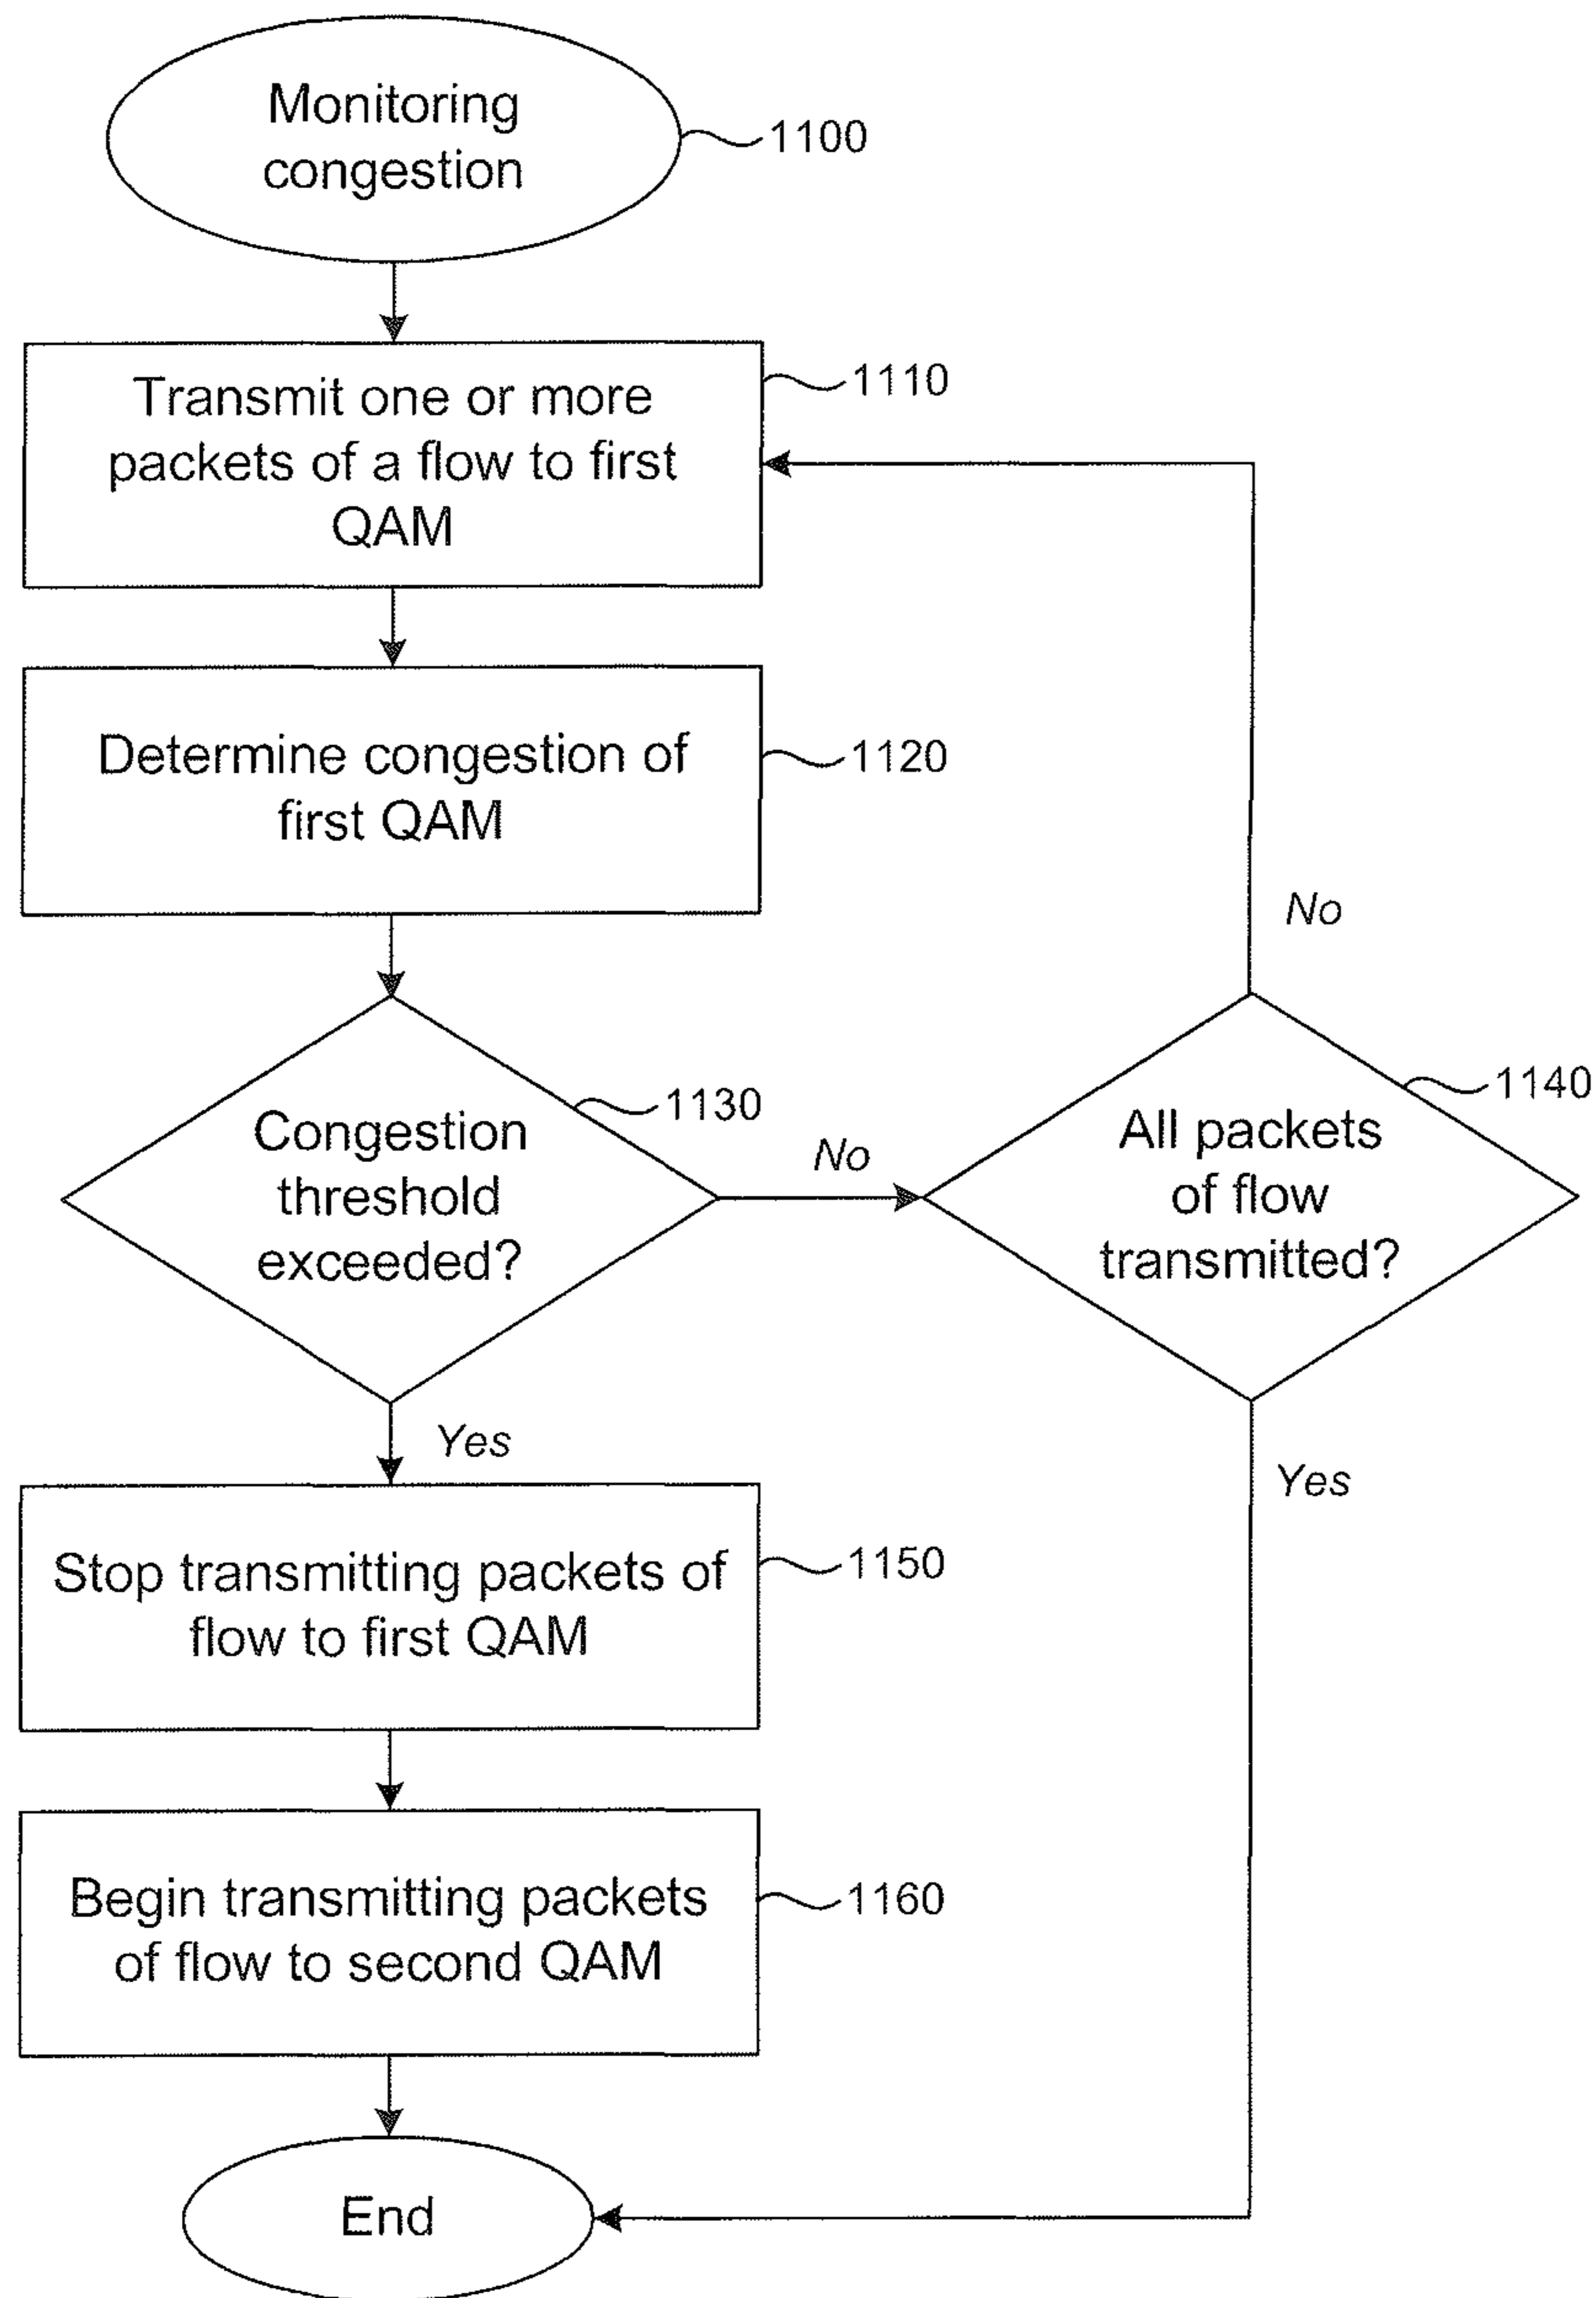 Monitoring
congestion
1100
Transmit one or more
packets of a flow to first
QAM
1110
Determine congestion of
first QAM
1120
Congestion
threshold
exceeded?
1130
No
All packets
of flow
transmitted?
1140
No
Yes
Yes
Stop transmitting packets of
flow to first QAM
1150
Begin transmitting packets
of flow to second QAM
1160
End